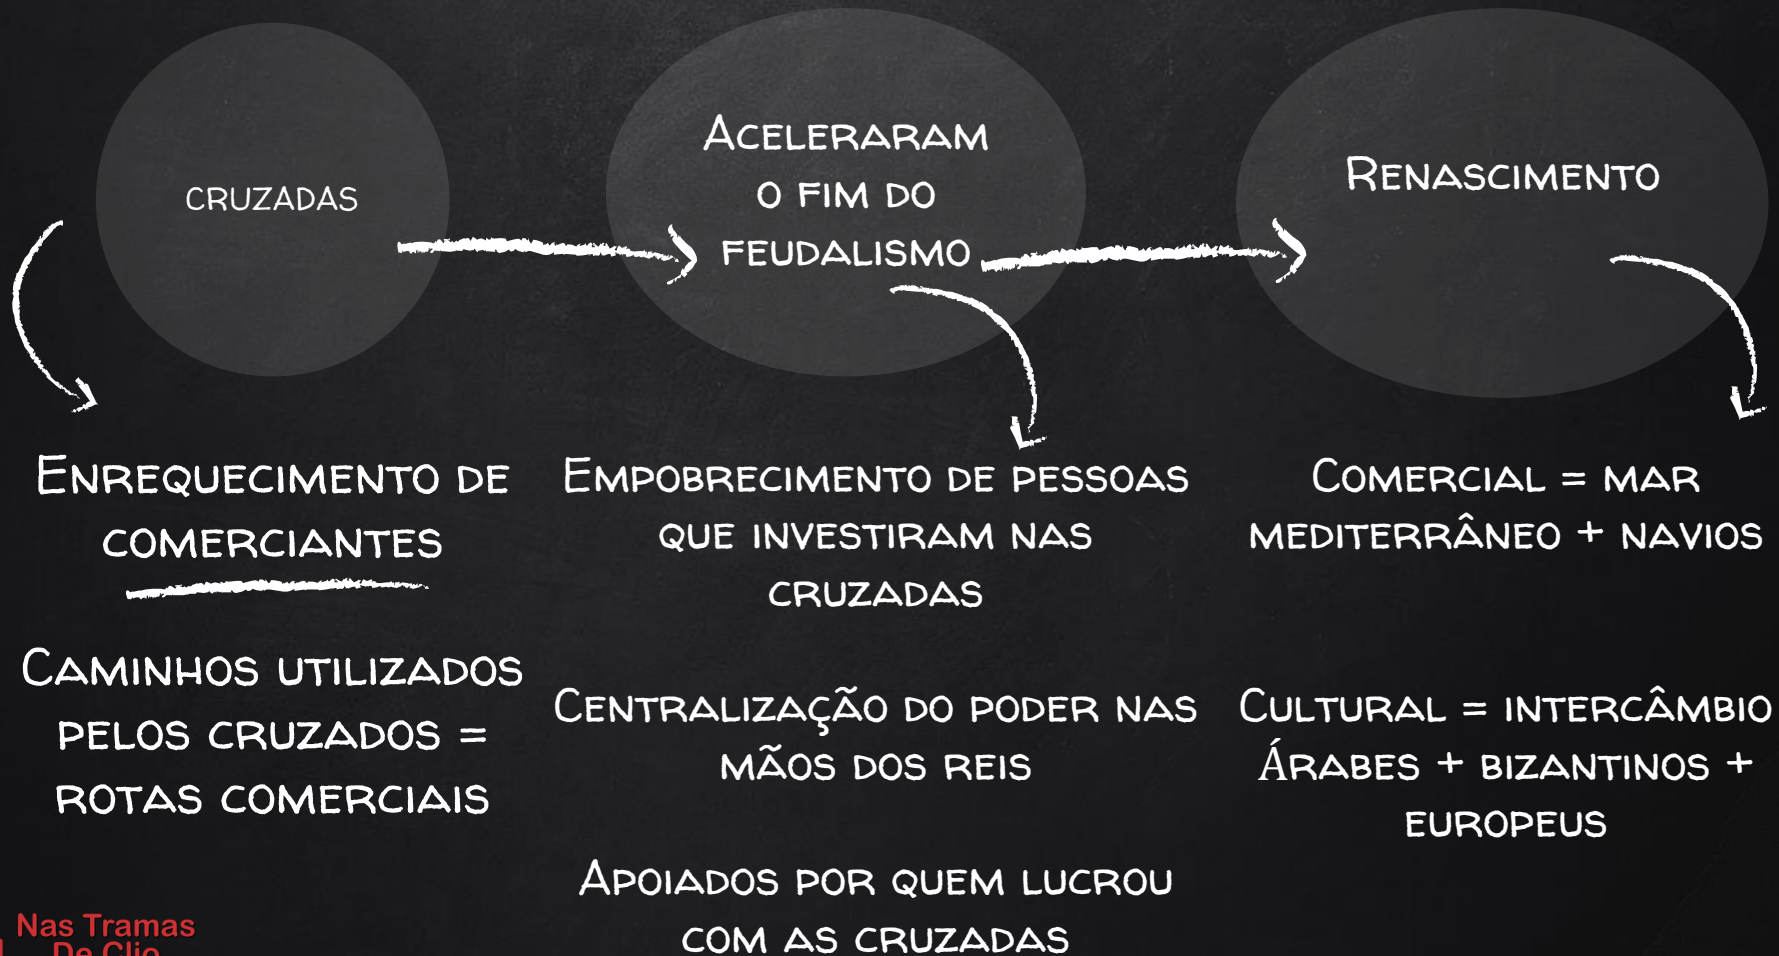 CRUZADAS
ACELERARAM
O FIM DO
FEUDALISMO
RENASCIMENTO
ENREQUECIMENTO DE
COMERCIANTES
CAMINHOS UTILIZADOS
PELOS CRUZADOS =
ROTAS COMERCIAIS
EMPOBRECIMENTO DE PESSOAS
QUE INVESTIRAM NAS
CRUZADAS
CENTRALIZAÇÃO DO PODER NAS
MÃOS DOS REIS
APOIADOS POR QUEM LUCROU
COM AS CRUZADAS
COMERCIAL = MAR
MEDITERRÂNEO + NAVIOS
CULTURAL = INTERCÂMBIO
ÁRABES + BIZANTINOS +
EUROPEUS
Nas Tramas
De Clio